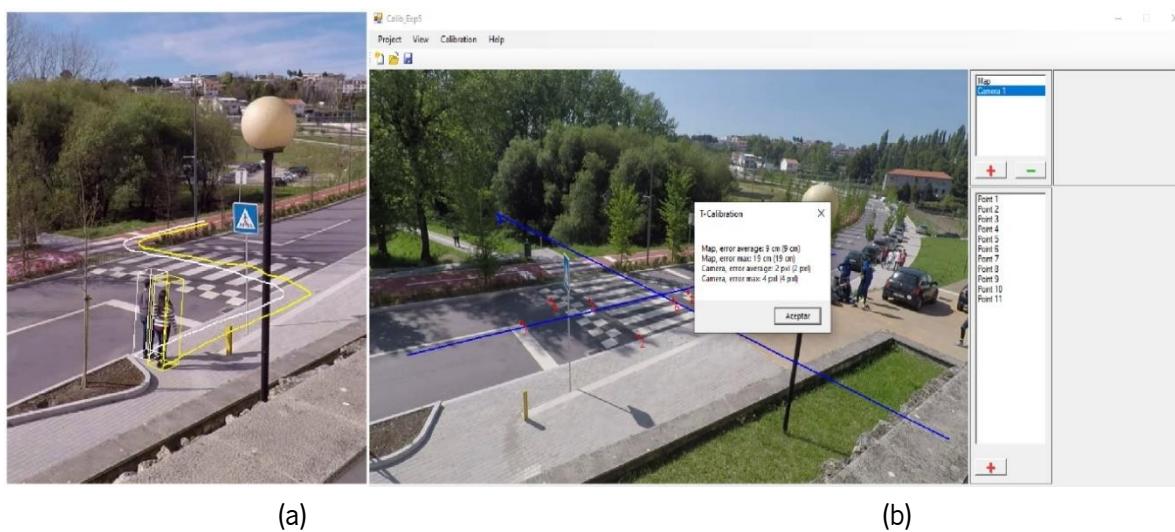 Calib_Exp5
Project View Calibration Help
Map
Camera 1
T-Calibration
Map, error average: 9 cm (9 cm)
Map, error max: 19 cm (19 cm)
Camera, error average: 2 pxl (2 pxl)
Camera, error max: 4 pxl (4 pxl)
Aceptar
Point 1
Point 2
Point 3
Point 4
Point 5
Point 6
Point 7
Point 8
Point 9
Point 10
Point 11
(a) (b)